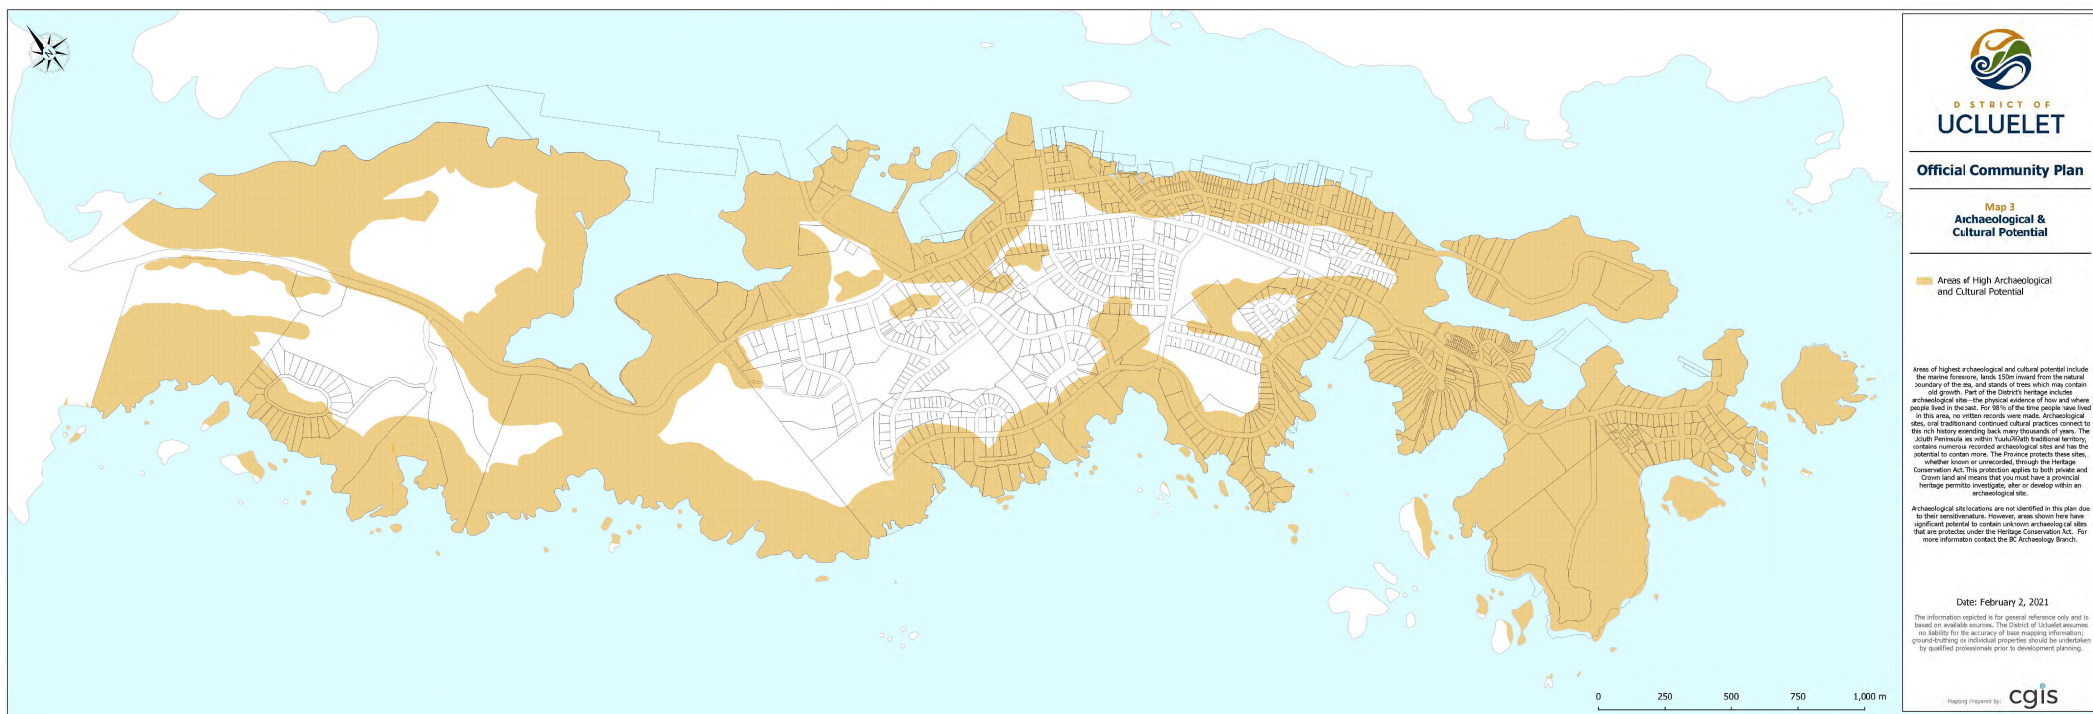 N
D STRICT OF
UCLUELET
Official Community Plan
Map 3
Archaeological &
Cultural Potential
Areas of High Archaeological
and Cultural Potential
Areas of highest archaeological and cultural potential include
the marine foreshore, lands 150m inward from the natural
boundary of the sea, and stands of trees which may contain
old growth. Part of the District's heritage includes
archaeological sites—the physical evidence of how and where
people lived in the past. For 98% of the time people have lived
in this area, no written records were made. Archaeological
sites, oral tradition and continued cultural practices connect to
this rich history extending back many thousands of years. The
Ucluth Peninsula lies within traditional territory,
contains numerous recorded archaeological sites and has the
potential to contain more. The Province protects these sites,
whether known or unrecorded, through the Heritage
Conservation Act. This protection applies to both private and
Crown land and means that you must have a provincial
heritage permit to investigate, alter or develop within an
archaeological site.
Archaeological site locations are not identified in this plan due
to their sensitive nature. However, areas shown here have
significant potential to contain unknown archaeological sites
that are protected under the Heritage Conservation Act. For
more information contact the BC Archaeology Branch.
Date: February 2, 2021
The information depicted is for general reference only and is
based on available sources. The District of Ucluelet assumes
no liability for the accuracy of base mapping information;
ground-truthing of individual properties should be undertaken
by qualified professionals prior to development planning.
Mapping Prepared by: cgis
0 250 500 750 1,000 m